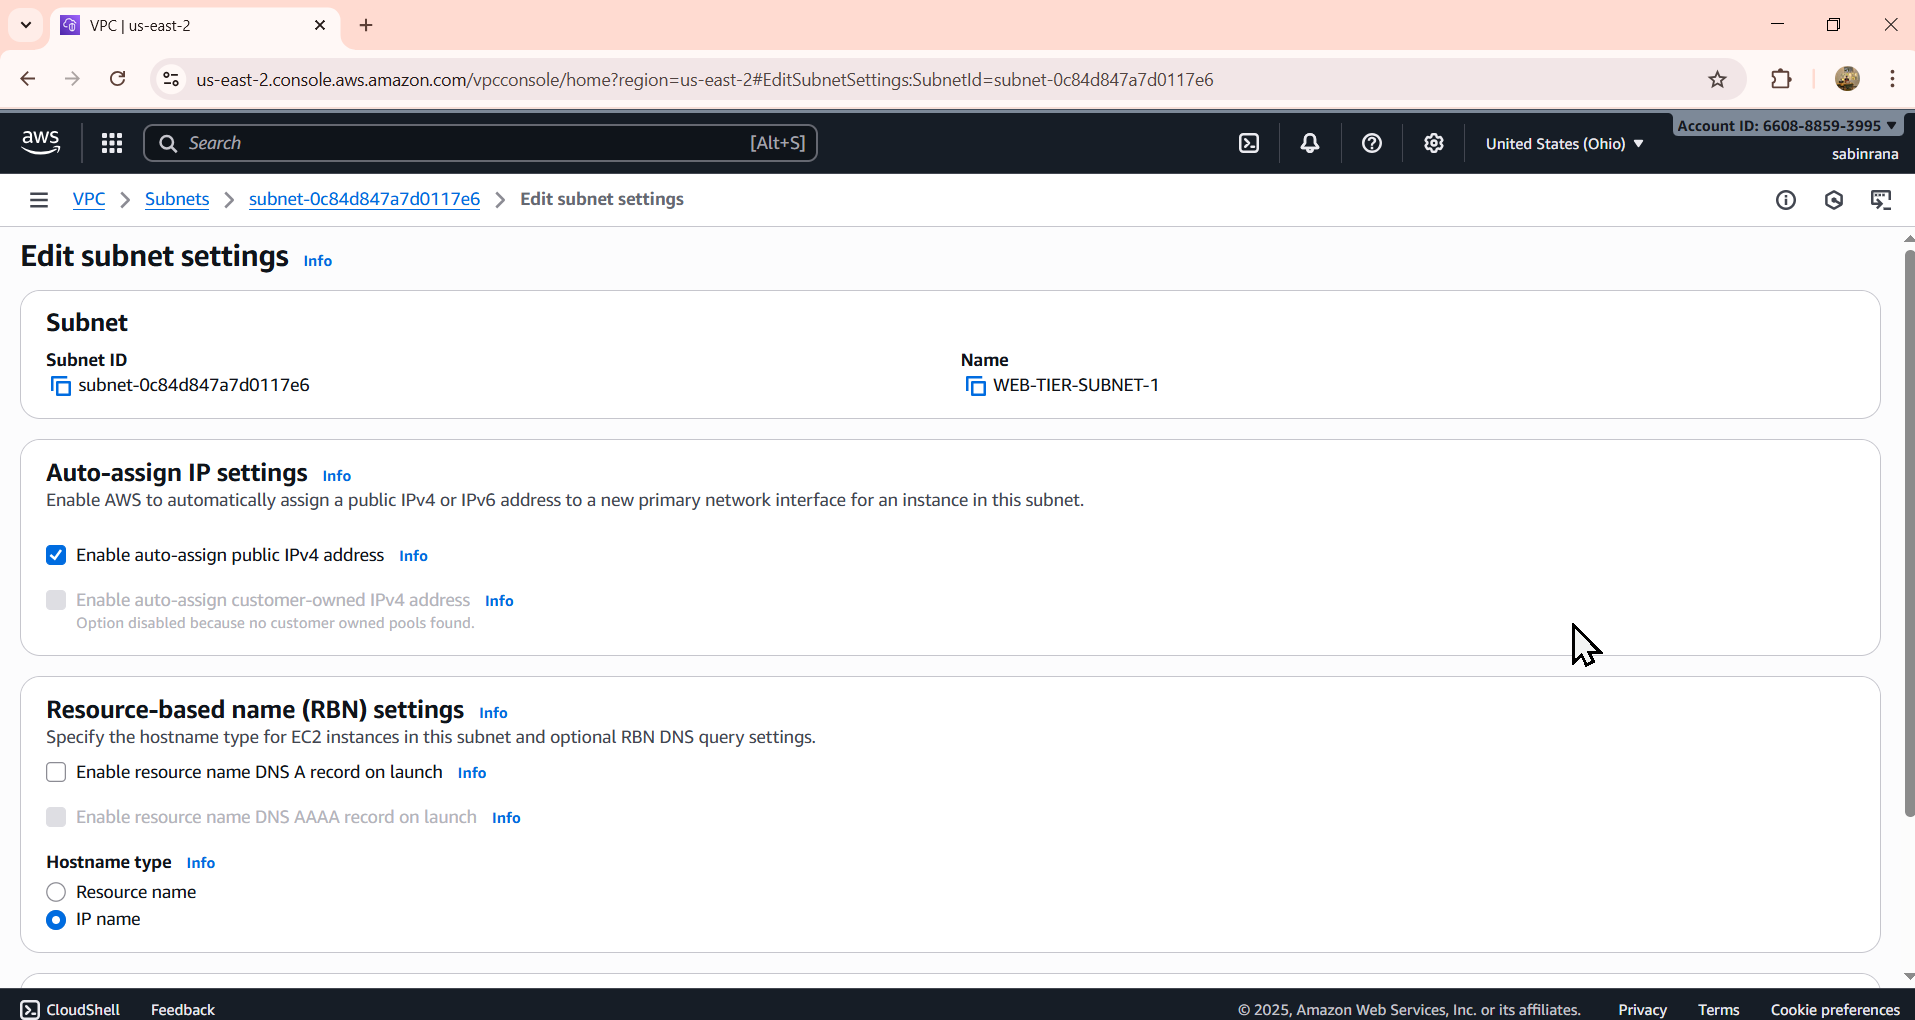 VPC | us-east-2
us-east-2.console.aws.amazon.com/vpcconsole/home?region=us-east-2#EditSubnetSettings:SubnetId=subnet-0c84d847a7d0117e6
aws
Search [Alt+S]
United States (Ohio)
Account ID: 6608-8859-3995
sabinrana
VPC Subnets subnet-0c84d847a7d0117e6 Edit subnet settings
Edit subnet settings Info
Subnet
Subnet ID
subnet-0c84d847a7d0117e6
Name
WEB-TIER-SUBNET-1
Auto-assign IP settings Info
Enable AWS to automatically assign a public IPv4 or IPv6 address to a new primary network interface for an instance in this subnet.
Enable auto-assign public IPv4 address Info
Enable auto-assign customer-owned IPv4 address Info
Option disabled because no customer owned pools found.
Resource-based name (RBN) settings Info
Specify the hostname type for EC2 instances in this subnet and optional RBN DNS query settings.
Enable resource name DNS A record on launch Info
Enable resource name DNS AAAA record on launch Info
Hostname type Info
Resource name
IP name
CloudShell Feedback © 2025, Amazon Web Services, Inc. or its affiliates. Privacy Terms Cookie preferences